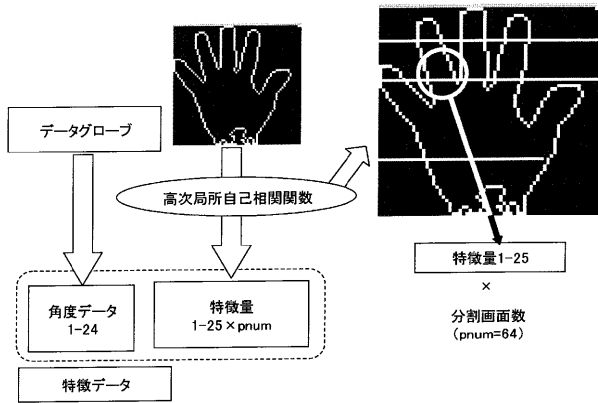 データグローブ
高次局所自己相関関数
特徴量1-25
×
分割画面数
(pnum=64)
角度データ
1-24
特徴量
1-25×pnum
特徴データ